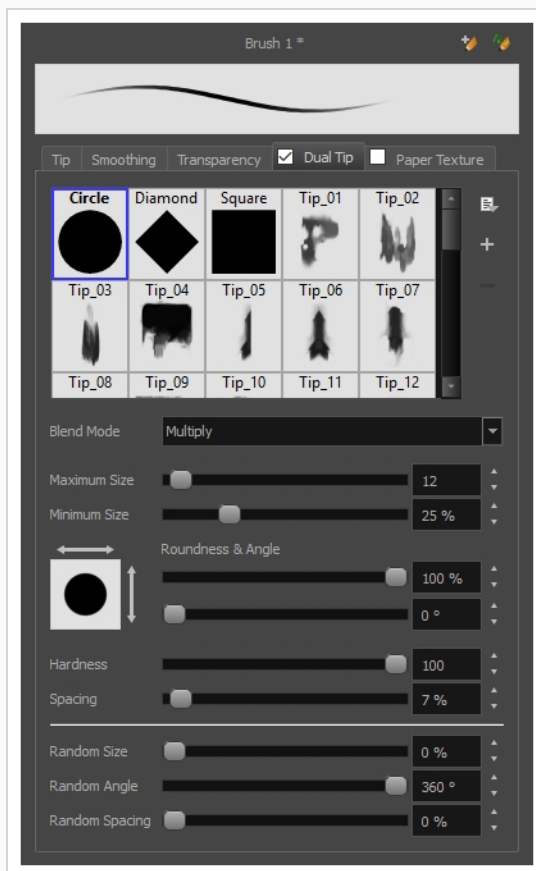 Brush 1 *
Tip Smoothing Transparency Dual Tip Paper Texture
Circle Diamond Square Tip_01 Tip_02
Tip_03 Tip_04 Tip_05 Tip_06 Tip_07
Tip_08 Tip_09 Tip_10 Tip_11 Tip_12
Blend Mode Multiply
Maximum Size 12
Minimum Size 25 %
Roundness & Angle
100 %
0 °
Hardness 100
Spacing 7 %
Random Size 0 %
Random Angle 360 °
Random Spacing 0 %